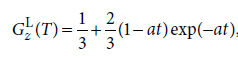 G_z^L(T) = 1/3 + 2/3 (1−at) exp(−at),